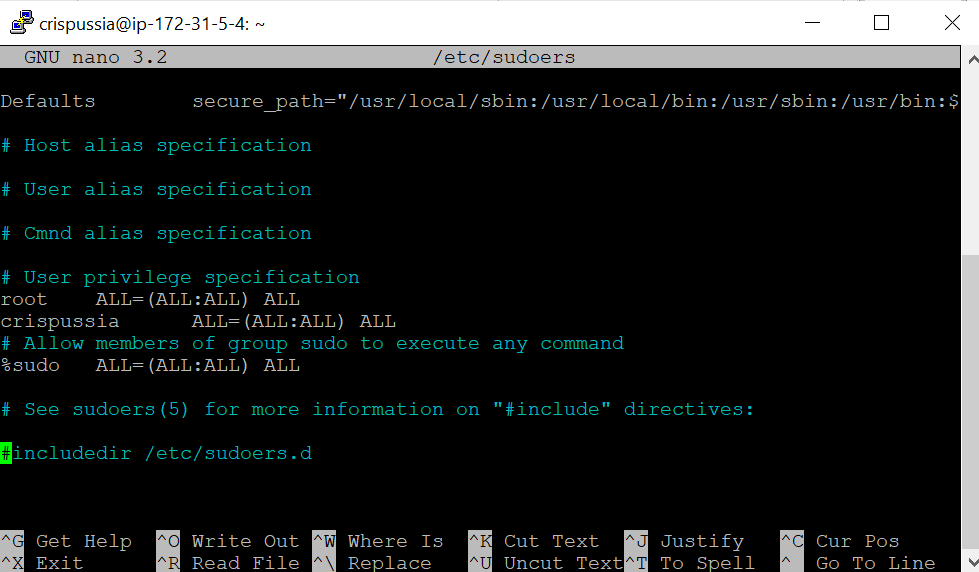 crispussia@ip-172-31-5-4: ~
GNU nano 3.2 /etc/sudoers
Defaults secure_path="/usr/local/sbin:/usr/local/bin:/usr/sbin:/usr/bin:$
# Host alias specification
# User alias specification
# Cmnd alias specification
# User privilege specification
root ALL=(ALL:ALL) ALL
crispussia ALL=(ALL:ALL) ALL
# Allow members of group sudo to execute any command
%sudo ALL=(ALL:ALL) ALL
# See sudoers(5) for more information on "#include" directives:
#includedir /etc/sudoers.d
^G Get Help ^O Write Out ^W Where Is ^K Cut Text ^J Justify ^C Cur Pos
^X Exit ^R Read File ^\ Replace ^U Uncut Text ^T To Spell ^_ Go To Line